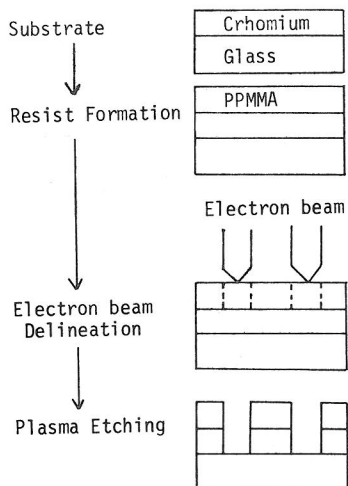 Substrate
Crhomium
Glass
Resist Formation
PPMMA
Electron beam
Electron beam
Delineation
Plasma Etching